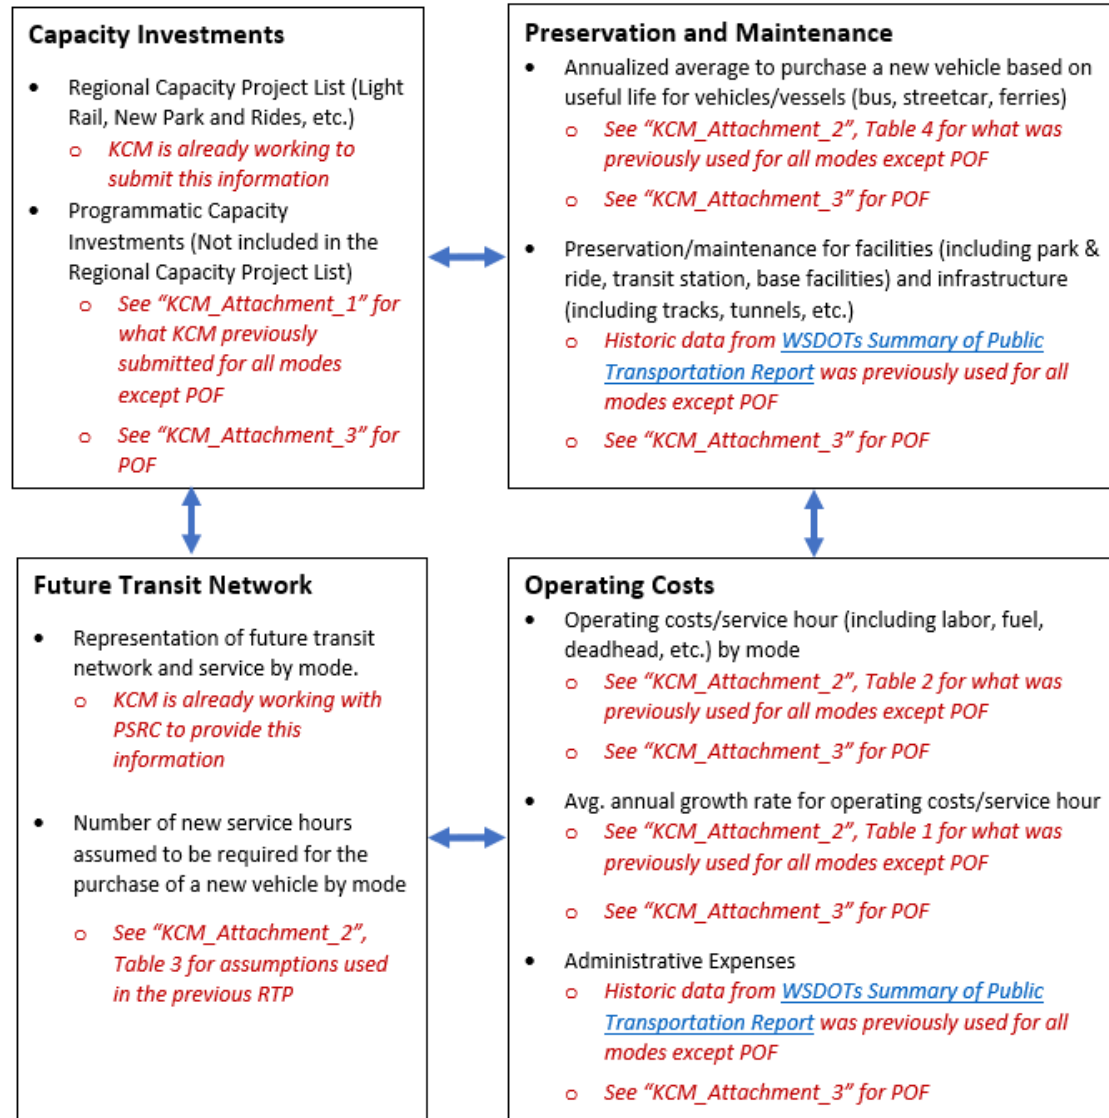 Capacity Investments
• Regional Capacity Project List (Light
Rail, New Park and Rides, etc.)
o KCM is already working to
submit this information
• Programmatic Capacity
Investments (Not included in the
Regional Capacity Project List)
o See “KCM_Attachment_1” for
what KCM previously
submitted for all modes
except POF
o See “KCM_Attachment_3” for
POF
Preservation and Maintenance
• Annualized average to purchase a new vehicle based on
useful life for vehicles/vessels (bus, streetcar, ferries)
o See “KCM_Attachment_2”, Table 4 for what was
previously used for all modes except POF
o See “KCM_Attachment_3” for POF
• Preservation/maintenance for facilities (including park &
ride, transit station, base facilities) and infrastructure
(including tracks, tunnels, etc.)
o Historic data from WSDOTs Summary of Public
Transportation Report was previously used for all
modes except POF
o See “KCM_Attachment_3” for POF
Future Transit Network
• Representation of future transit
network and service by mode.
o KCM is already working with
PSRC to provide this
information
• Number of new service hours
assumed to be required for the
purchase of a new vehicle by mode
o See “KCM_Attachment_2”,
Table 3 for assumptions used
in the previous RTP
Operating Costs
• Operating costs/service hour (including labor, fuel,
deadhead, etc.) by mode
o See “KCM_Attachment_2”, Table 2 for what was
previously used for all modes except POF
o See “KCM_Attachment_3” for POF
• Avg. annual growth rate for operating costs/service hour
o See “KCM_Attachment_2”, Table 1 for what was
previously used for all modes except POF
o See “KCM_Attachment_3” for POF
• Administrative Expenses
o Historic data from WSDOTs Summary of Public
Transportation Report was previously used for all
modes except POF
o See “KCM_Attachment_3” for POF